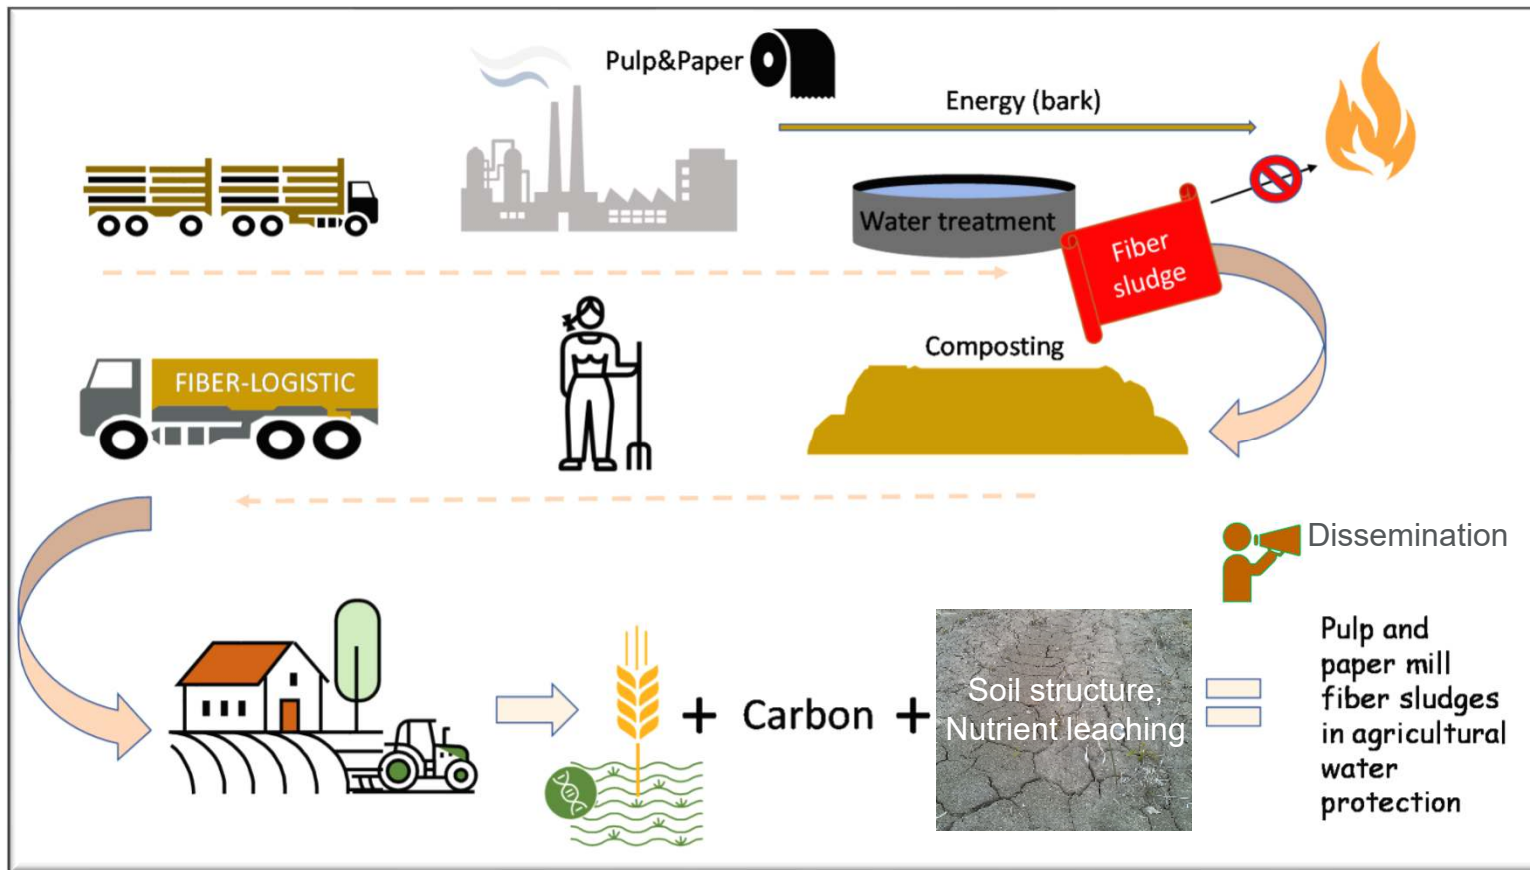 Pulp&Paper
Energy (bark)
Water treatment
Fiber
sludge
Composting
FIBER-LOGISTIC
Dissemination
Carbon
Soil structure,
Nutrient leaching
Pulp and
paper mill
fiber sludges
in agricultural
water
protection